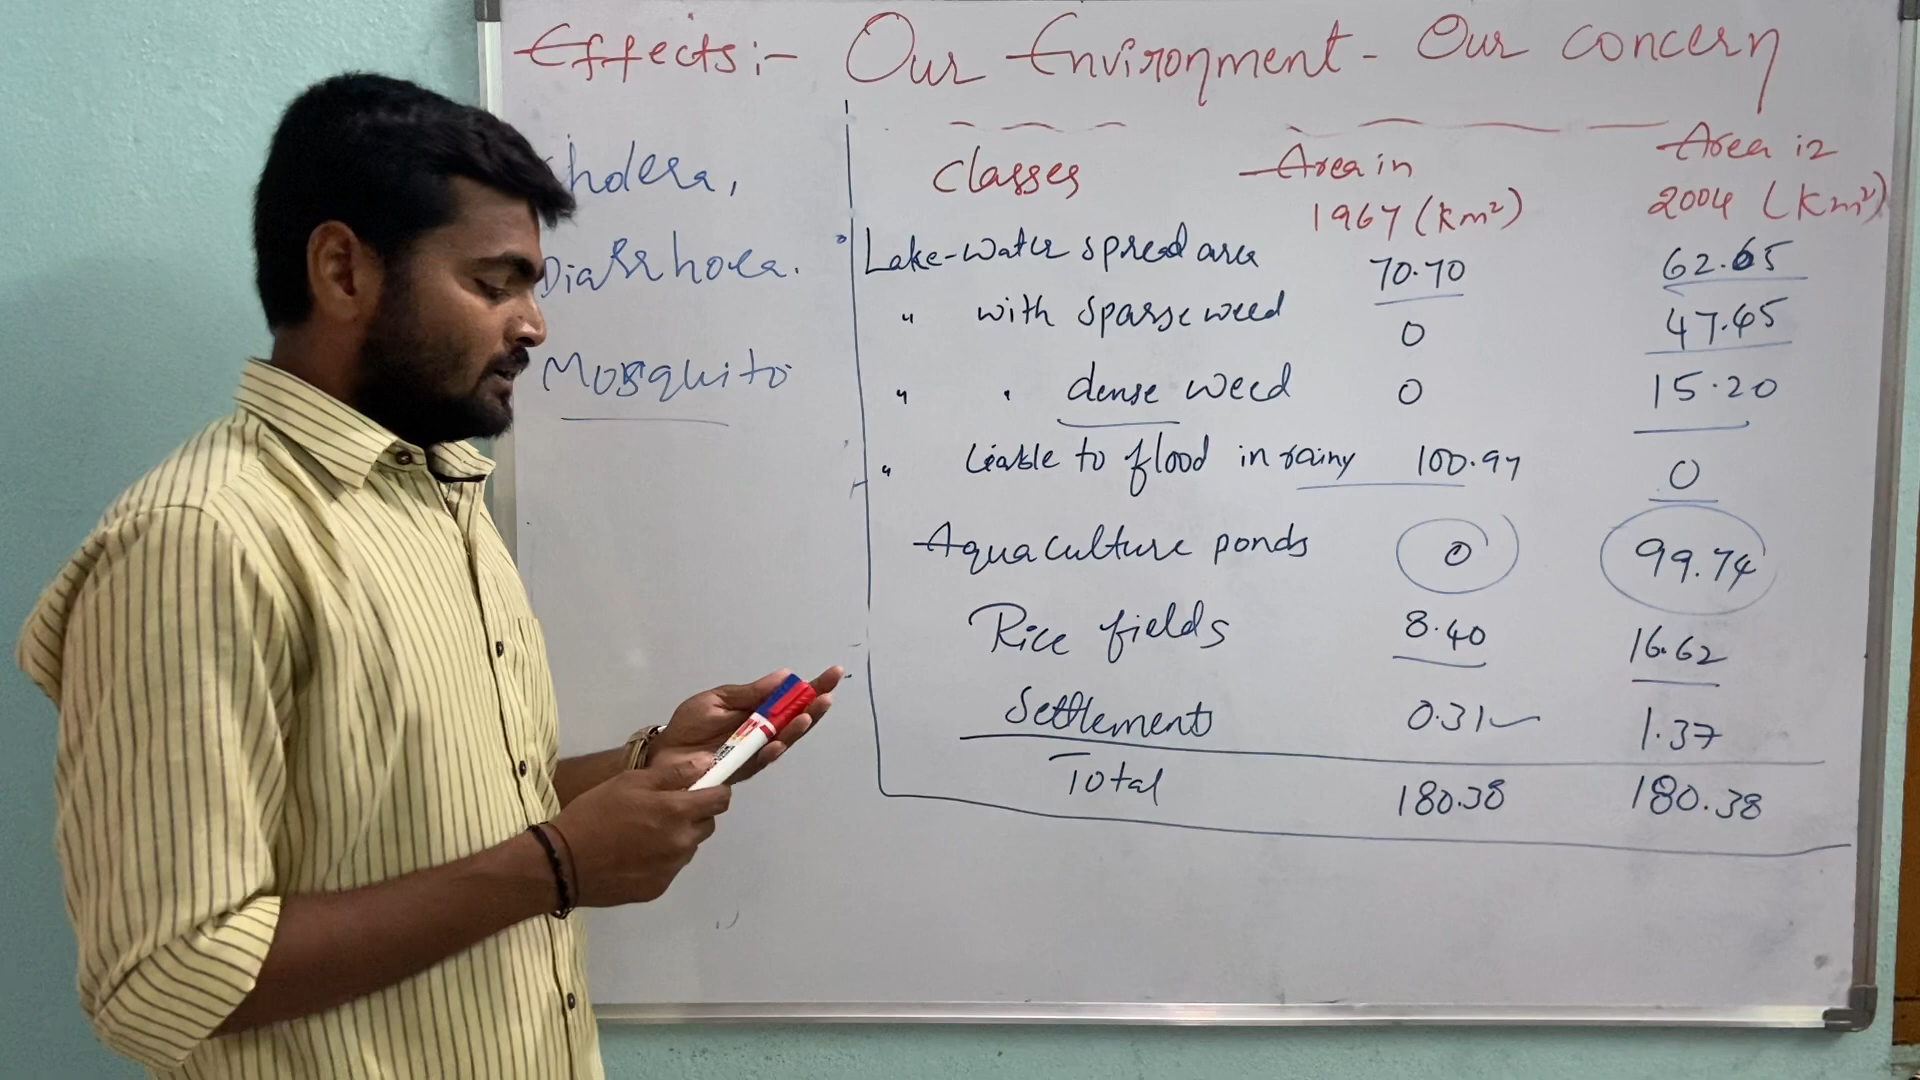 Effects:- Our Environment - Our concern
Cholera,
Diarrhoea.
Mosquito
Classes Area in 1967 (km²) Area in 2004 (km²)
Lake-Water spread area 70.70 62.65
" with sparse weed 0 47.45
" " dense weed 0 15.20
" Liable to flood in rainy 100.97 0
Aquaculture ponds 0 99.74
Rice fields 8.40 16.62
Settlements 0.31 1.37
Total 180.38 180.38